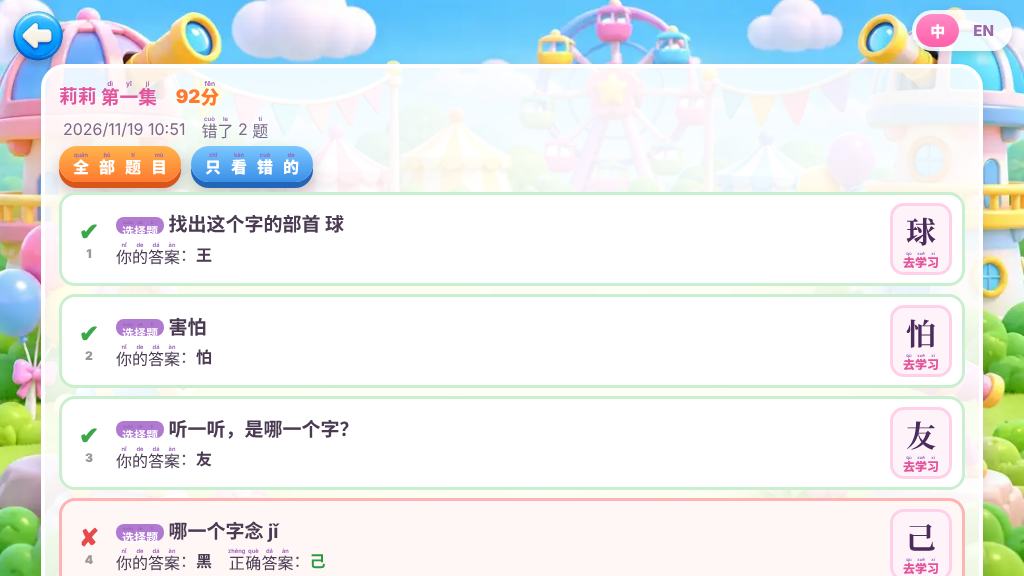 中 EN
莉莉 第一集 92分
2026/11/19 10:51 错了 2 题
全部题目 只看错的
选择题 找出这个字的部首 球
1 你的答案：王
球
去学习
选择题 害怕
2 你的答案：怕
怕
去学习
选择题 听一听，是哪一个字？
3 你的答案：友
友
去学习
选择题 哪一个字念 jǐ
4 你的答案：黑 正确答案：己
己
去学习